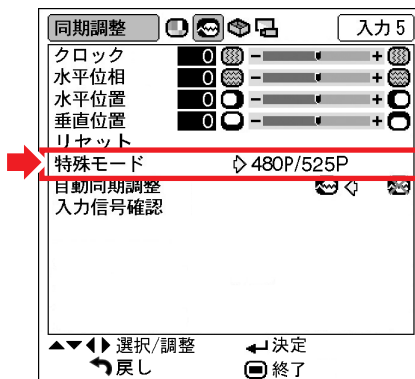 同期調整 入力5
クロック 0 - +
水平位相 0 - +
水平位置 0 - +
垂直位置 0 - +
リセット
特殊モード 480P/525P
自動同期調整
入力信号確認
選択/調整 決定
戻し 終了